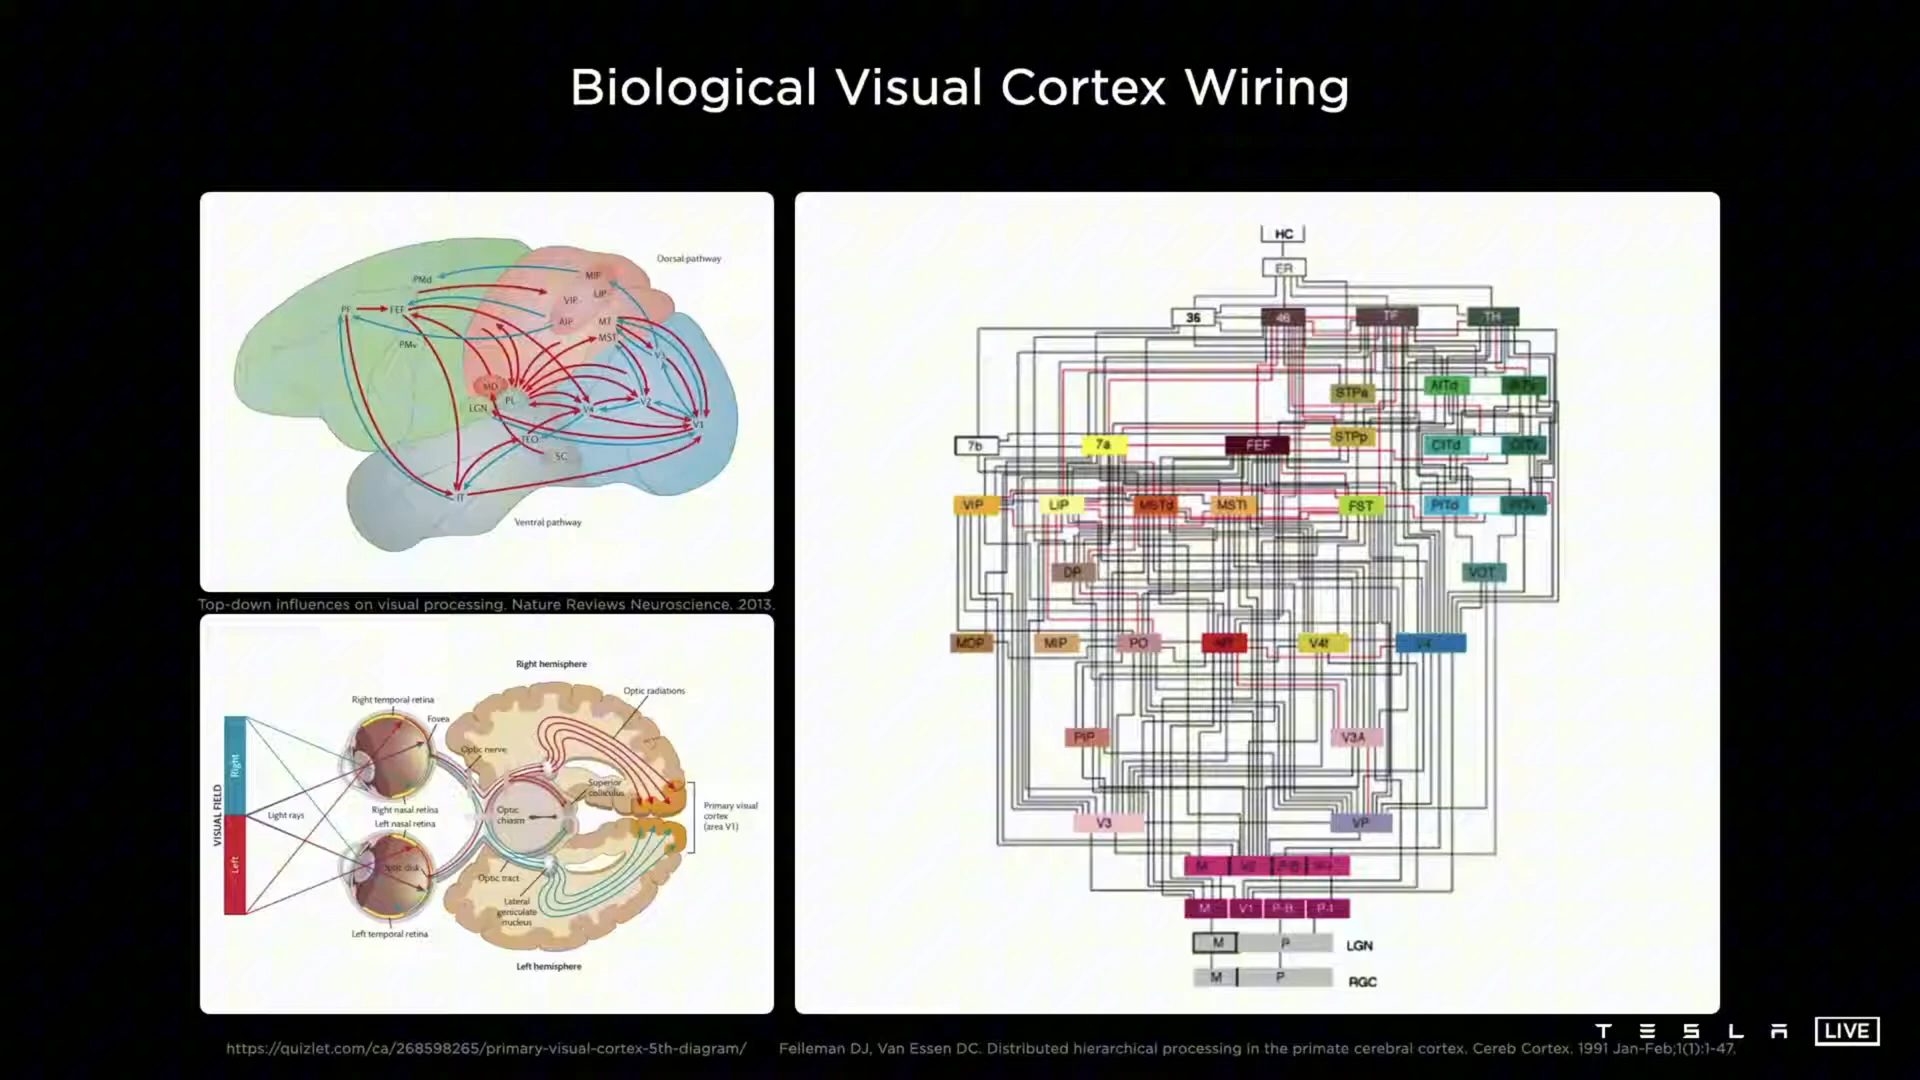 Biological Visual Cortex Wiring
Dorsal pathway
PMd
MIP
LIP
VIP
PF
FEF
AIP
MT
MST
PMv
V3
MD
PL
LGN
V4
V2
V1
TEO
SC
IT
Ventral pathway
Top-down influences on visual processing. Nature Reviews Neuroscience. 2013.
Right hemisphere
Optic radiations
Right temporal retina
Fovea
Optic nerve
Superior
colliculus
Right
VISUAL FIELD
Left
Light rays
Right nasal retina
Left nasal retina
Optic
chiasm
Primary visual
cortex
(area V1)
Optic disk
Optic tract
Lateral
geniculate
nucleus
Left temporal retina
Left hemisphere
HC
ER
36
46
TF
TH
STPa
AITd
STPp
7b
7a
FEF
CITd
VIP
LIP
MSTd
MSTl
FST
PITd
DP
VOT
MDP
MIP
PO
V4t
V4
PIP
V3A
V3
VP
M
V1
P-B
P-I
M P LGN
M P RGC
https://quizlet.com/ca/268598265/primary-visual-cortex-5th-diagram/
Felleman DJ, Van Essen DC. Distributed hierarchical processing in the primate cerebral cortex. Cereb Cortex. 1991 Jan-Feb;1(1):1-47.
TESLA LIVE